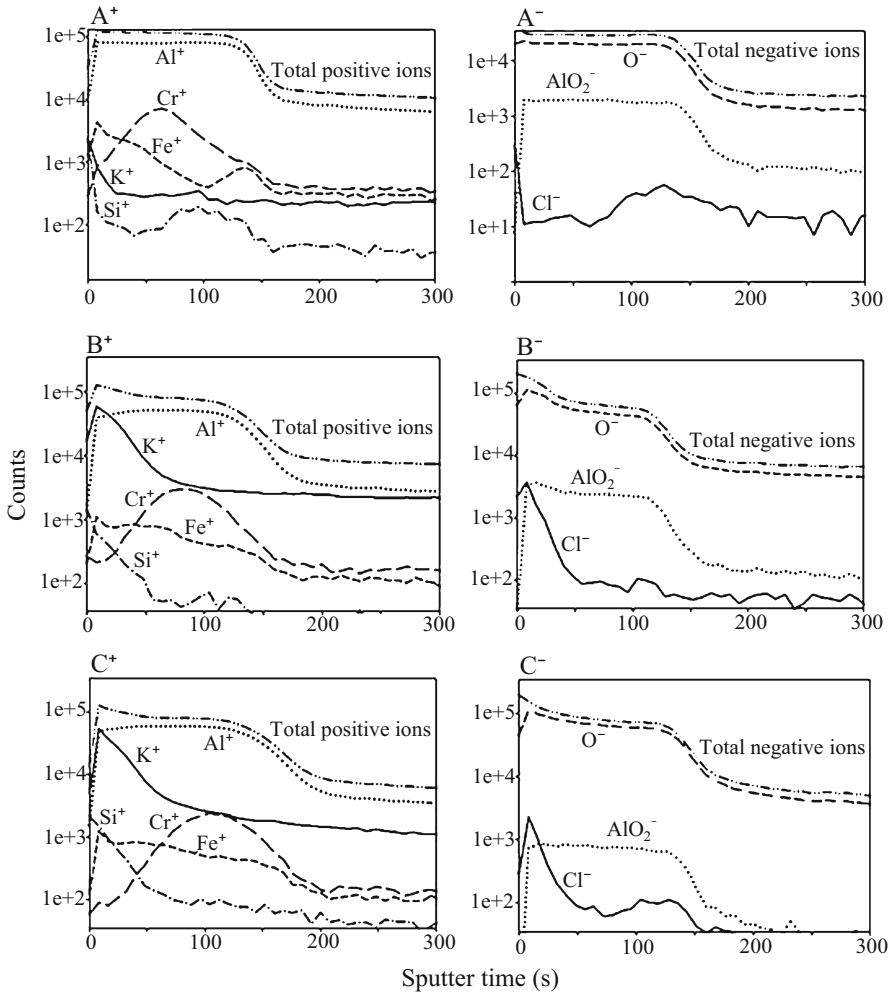 A⁺
1e+5
1e+4
1e+3
1e+2
Al⁺
Total positive ions
Cr⁺
Fe⁺
K⁺
Si⁺
0 100 200 300
A⁻
1e+4
1e+3
1e+2
1e+1
Total negative ions
O⁻
AlO₂⁻
Cl⁻
0 100 200 300
B⁺
1e+5
1e+4
1e+3
1e+2
K⁺
Al⁺
Total positive ions
Cr⁺
Fe⁺
Si⁺
0 100 200 300
B⁻
1e+5
1e+4
1e+3
1e+2
O⁻
Total negative ions
AlO₂⁻
Cl⁻
0 100 200 300
Counts
C⁺
1e+5
1e+4
1e+3
1e+2
Total positive ions
Al⁺
K⁺
Si⁺
Cr⁺
Fe⁺
0 100 200 300
C⁻
1e+5
1e+4
1e+3
1e+2
O⁻
Total negative ions
AlO₂⁻
Cl⁻
0 100 200 300
Sputter time (s)